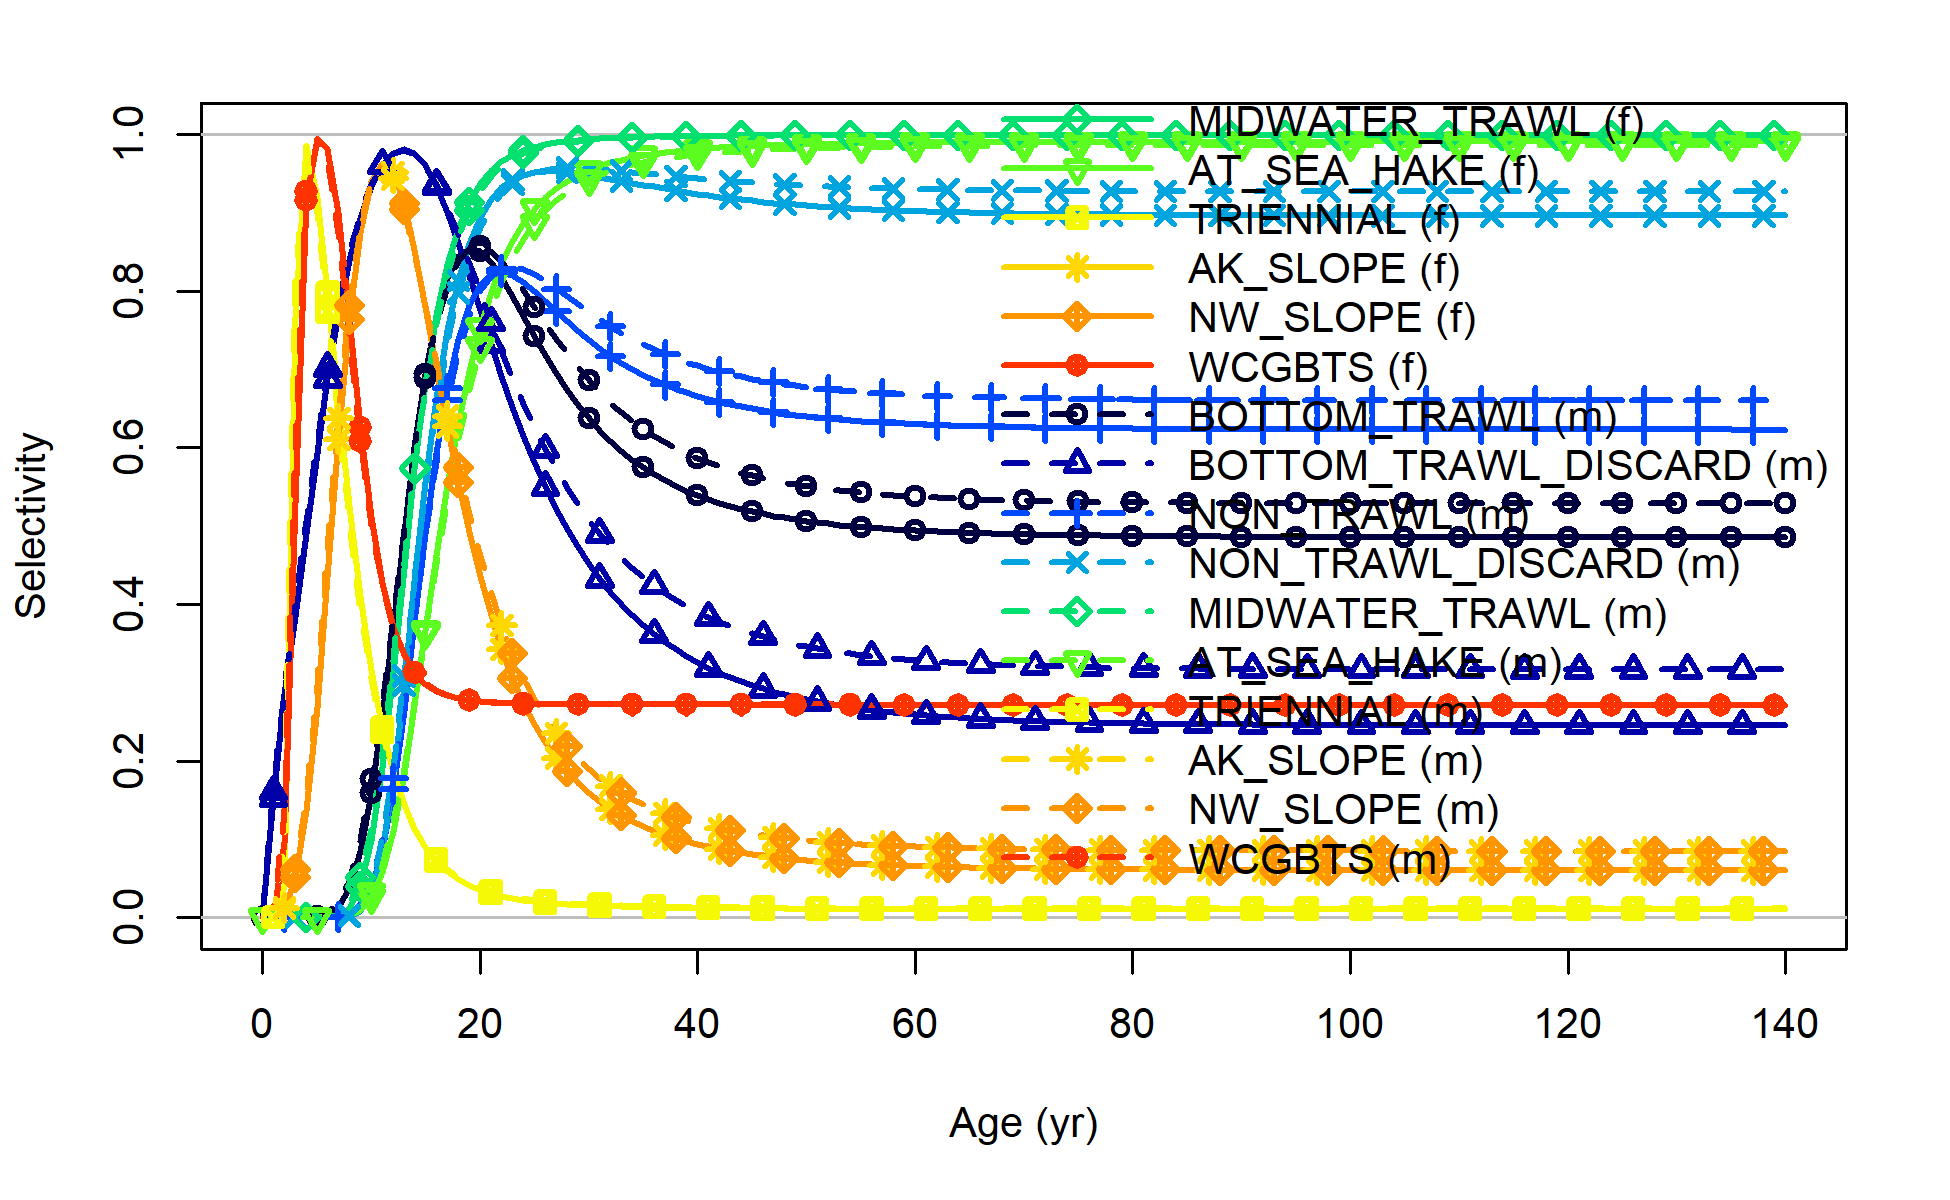 MIDWATER_TRAWL (f)
AT_SEA_HAKE (f)
TRIENNIAL (f)
AK_SLOPE (f)
NW_SLOPE (f)
WCGBTS (f)
BOTTOM_TRAWL (m)
BOTTOM_TRAWL_DISCARD (m)
NON_TRAWL (m)
NON_TRAWL_DISCARD (m)
MIDWATER_TRAWL (m)
AT_SEA_HAKE (m)
TRIENNIAL (m)
AK_SLOPE (m)
NW_SLOPE (m)
WCGBTS (m)
Selectivity
1.0
0.8
0.6
0.4
0.2
0.0
0 20 40 60 80 100 120 140
Age (yr)